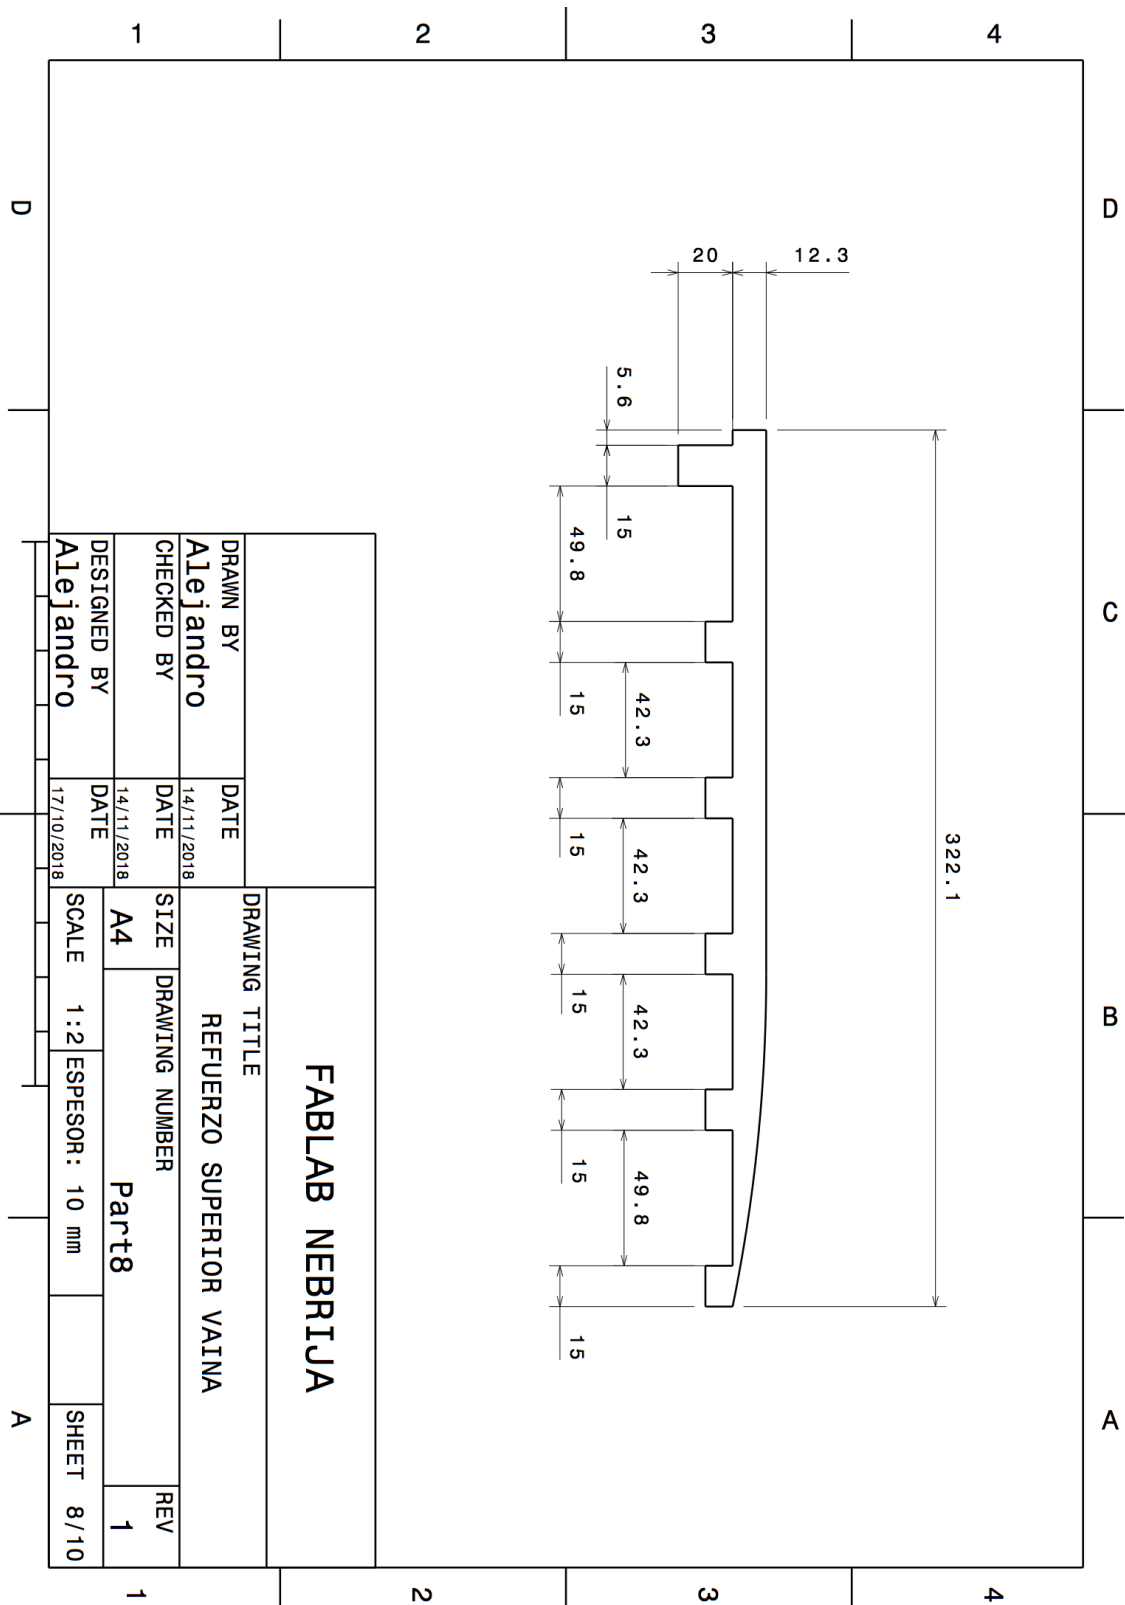 1
2
3
4
D
D
C
B
A
A
1
2
3
4
20
12.3
5.6
15
49.8
15
42.3
15
42.3
15
42.3
15
49.8
15
322.1
FABLAB NEBRIJA
DRAWN BY
Alejandro
DATE
14/11/2018
CHECKED BY
DATE
14/11/2018
DESIGNED BY
Alejandro
DATE
17/10/2018
DRAWING TITLE
REFUERZO SUPERIOR VAINA
SIZE
A4
DRAWING NUMBER
Part8
REV
1
SCALE 1:2
ESPESOR: 10 mm
SHEET 8/10